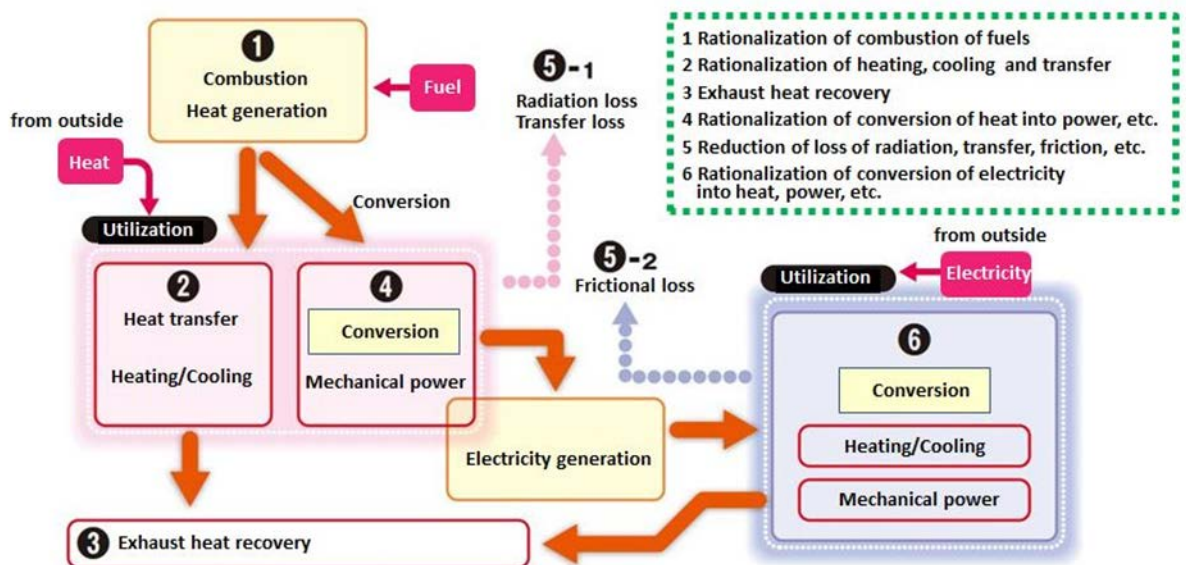 1
Combustion
Heat generation
Fuel
from outside
Heat
Conversion
Utilization
2
Heat transfer
Heating/Cooling
4
Conversion
Mechanical power
5-1
Radiation loss
Transfer loss
5-2
Frictional loss
1 Rationalization of combustion of fuels
2 Rationalization of heating, cooling and transfer
3 Exhaust heat recovery
4 Rationalization of conversion of heat into power, etc.
5 Reduction of loss of radiation, transfer, friction, etc.
6 Rationalization of conversion of electricity
into heat, power, etc.
from outside
Electricity
Utilization
6
Conversion
Heating/Cooling
Mechanical power
Electricity generation
3 Exhaust heat recovery